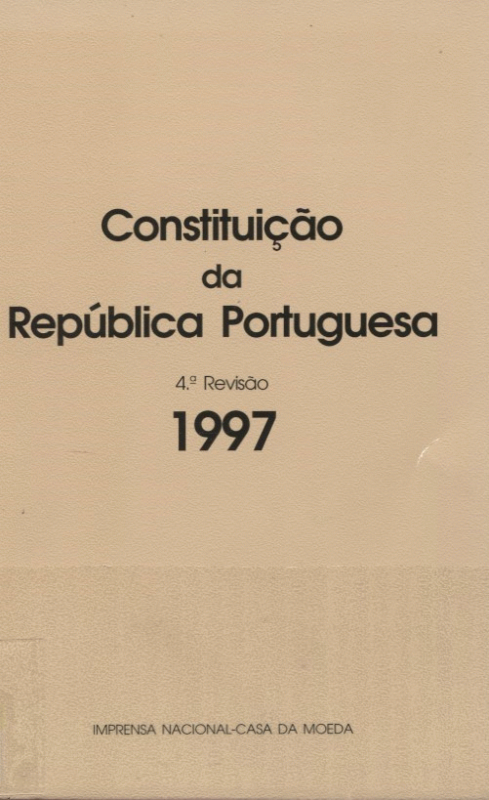 Constituição
da
República Portuguesa
4.ª Revisão
1997
IMPRENSA NACIONAL-CASA DA MOEDA